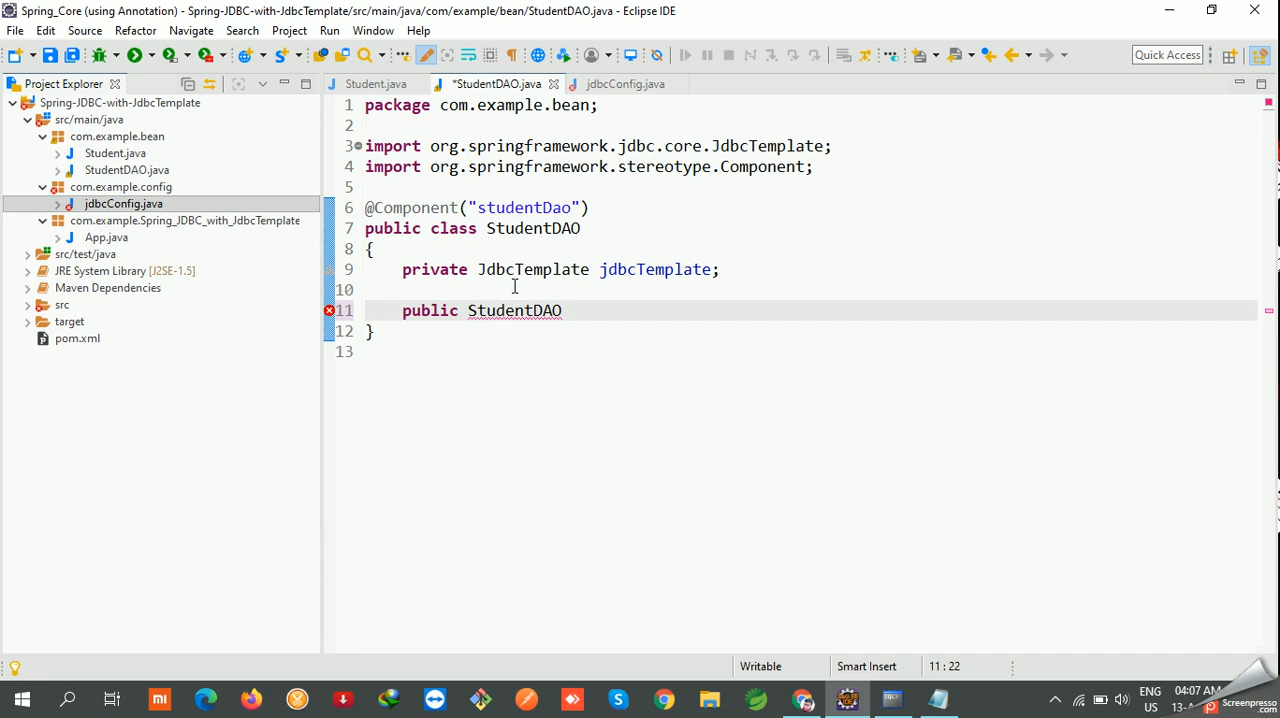 Spring_Core (using Annotation) - Spring-JDBC-with-JdbcTemplate/src/main/java/com/example/bean/StudentDAO.java - Eclipse IDE
File Edit Source Refactor Navigate Search Project Run Window Help
Quick Access
Project Explorer
Student.java *StudentDAO.java jdbcConfig.java
Spring-JDBC-with-JdbcTemplate
src/main/java
com.example.bean
Student.java
StudentDAO.java
com.example.config
jdbcConfig.java
com.example.Spring_JDBC_with_JdbcTemplate
App.java
src/test/java
JRE System Library [J2SE-1.5]
Maven Dependencies
src
target
pom.xml
1 package com.example.bean;
2
3 import org.springframework.jdbc.core.JdbcTemplate;
4 import org.springframework.stereotype.Component;
5
6 @Component("studentDao")
7 public class StudentDAO
8 {
9 private JdbcTemplate jdbcTemplate;
10
11 public StudentDAO
12 }
13
Writable Smart Insert 11 : 22
ENG 04:07 AM
US 13-
Screenpresso
.com